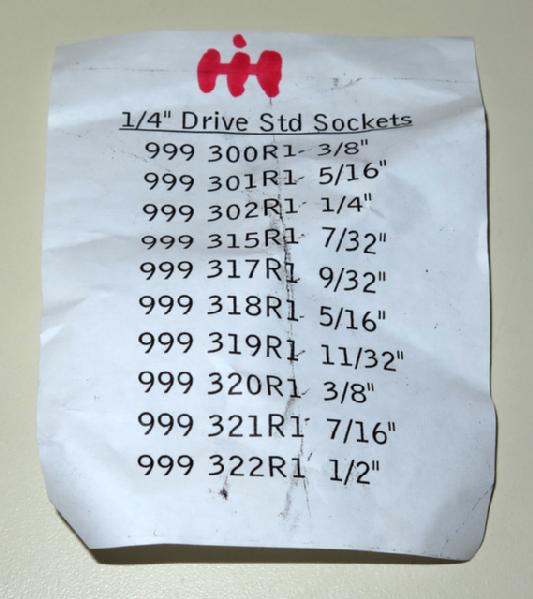 1/4" Drive Std Sockets
999 300R1- 3/8"
999 301R1- 5/16"
999 302R1- 1/4"
999 315R1- 7/32"
999 317R1- 9/32"
999 318R1- 5/16"
999 319R1- 11/32"
999 320R1- 3/8"
999 321R1- 7/16"
999 322R1- 1/2"